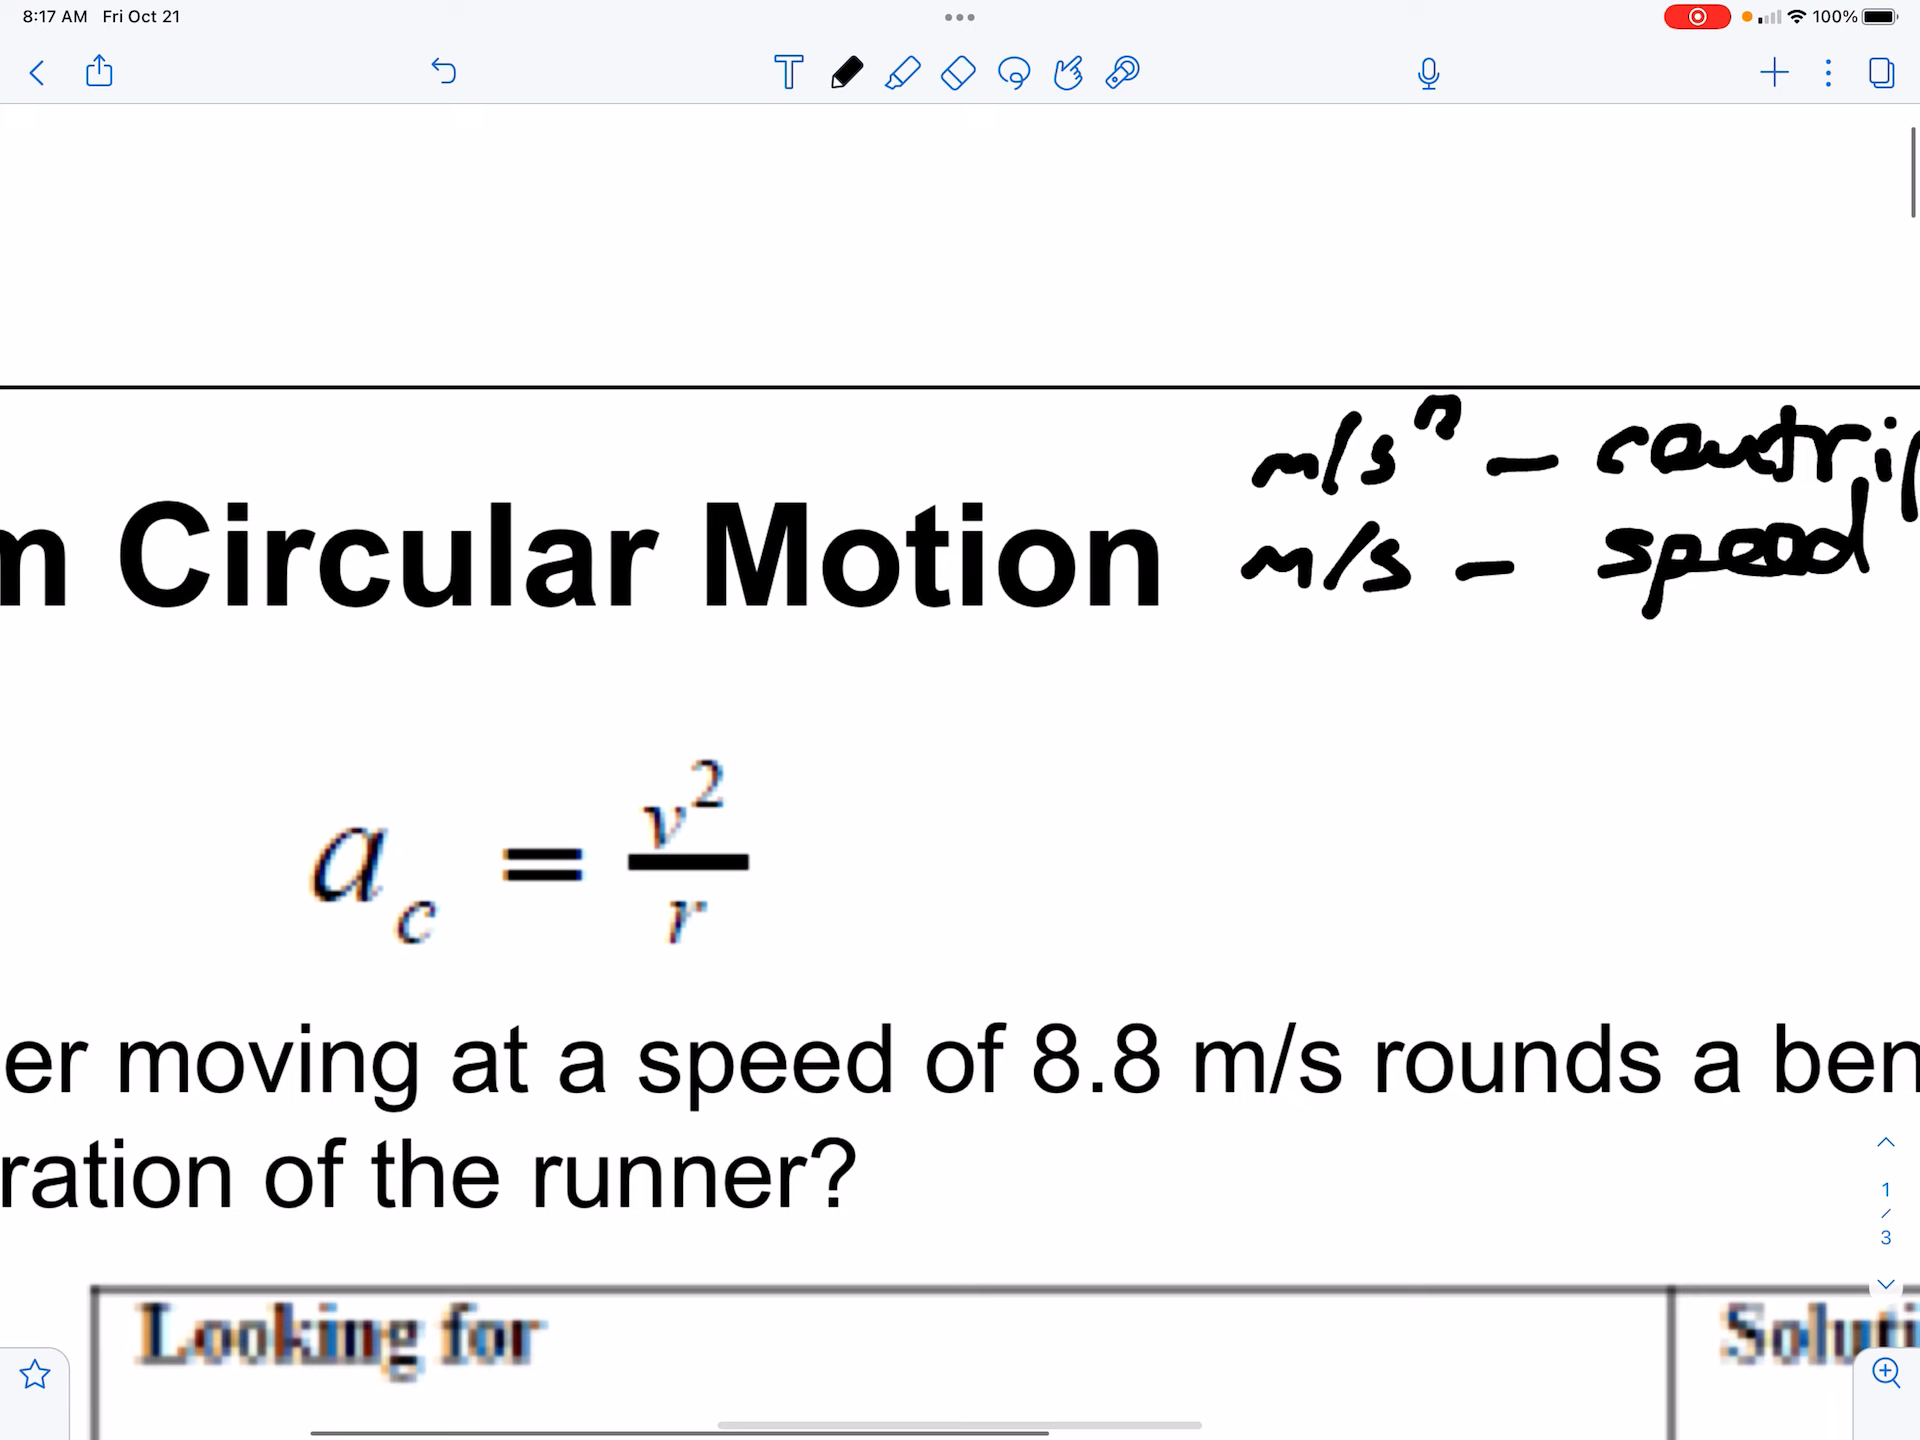 8:17 AM Fri Oct 21
100%
m/s² - centrip
m Circular Motion
m/s - speed
a_c = v²/r
er moving at a speed of 8.8 m/s rounds a ben
ration of the runner?
1
/
3
Looking for
Soluti